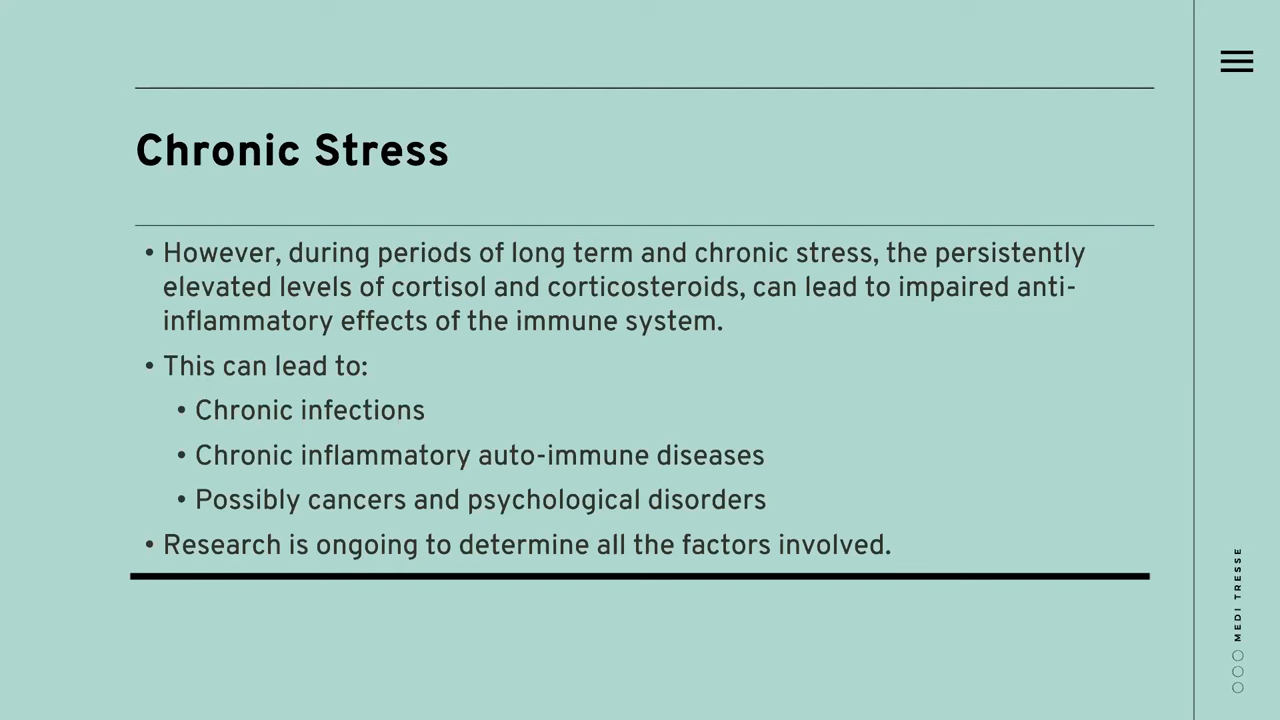 Chronic Stress
• However, during periods of long term and chronic stress, the persistently
elevated levels of cortisol and corticosteroids, can lead to impaired anti-
inflammatory effects of the immune system.
• This can lead to:
• Chronic infections
• Chronic inflammatory auto-immune diseases
• Possibly cancers and psychological disorders
• Research is ongoing to determine all the factors involved.
MEDI TRESSE